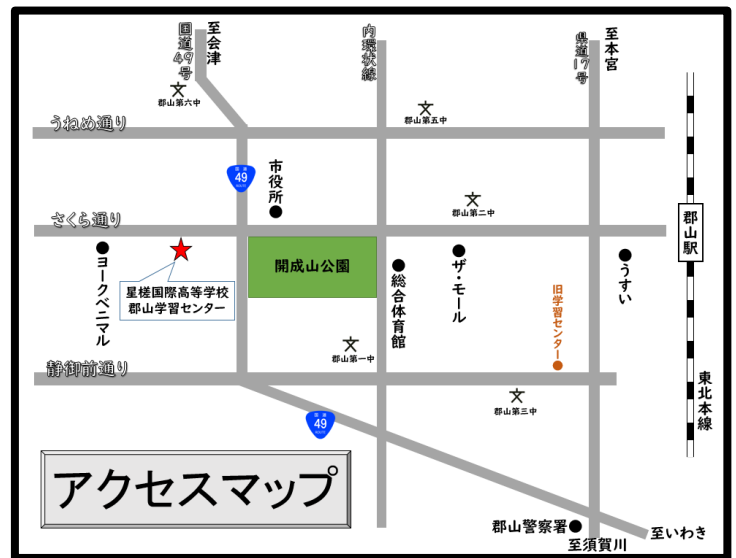 国道49号
至会津
内環状線
県道17号
至本宮
文
郡山第六中
文
郡山第五中
うねめ通り
49
ROUTE
市役所
文
郡山第二中
さくら通り
郡山駅
ヨークベニマル
星槎国際高等学校
郡山学習センター
開成山公園
総合体育館
ザ・モール
うすい
旧学習センター
文
郡山第一中
静御前通り
文
郡山第三中
東北本線
49
ROUTE
アクセスマップ
郡山警察署
至いわき
至須賀川